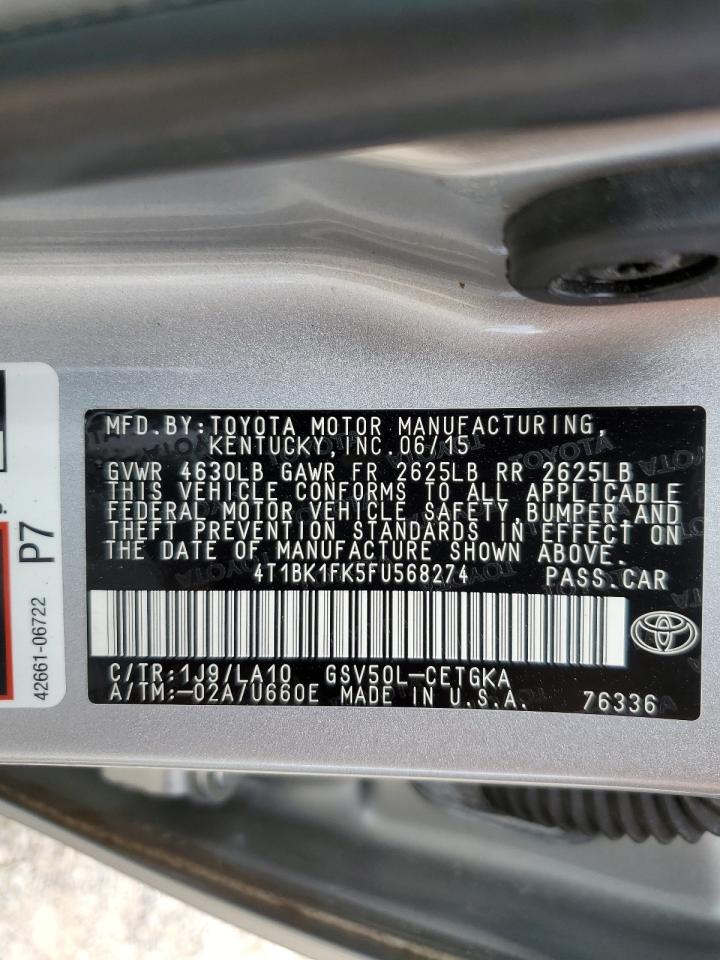 MFD.BY:TOYOTA MOTOR MANUFACTURING,
KENTUCKY,INC.06/15
GVWR 4630LB GAWR FR 2625LB RR 2625LB
THIS VEHICLE CONFORMS TO ALL APPLICABLE
FEDERAL MOTOR VEHICLE SAFETY,BUMPER AND
THEFT PREVENTION STANDARDS IN EFFECT ON
THE DATE OF MANUFACTURE SHOWN ABOVE.
4T1BK1FK5FU568274 PASS.CAR
C/TR:1J9/LA10 GSV50L-CETGKA
A/TM:-02A/U660E MADE IN U.S.A. 76336
P7
42661-06722